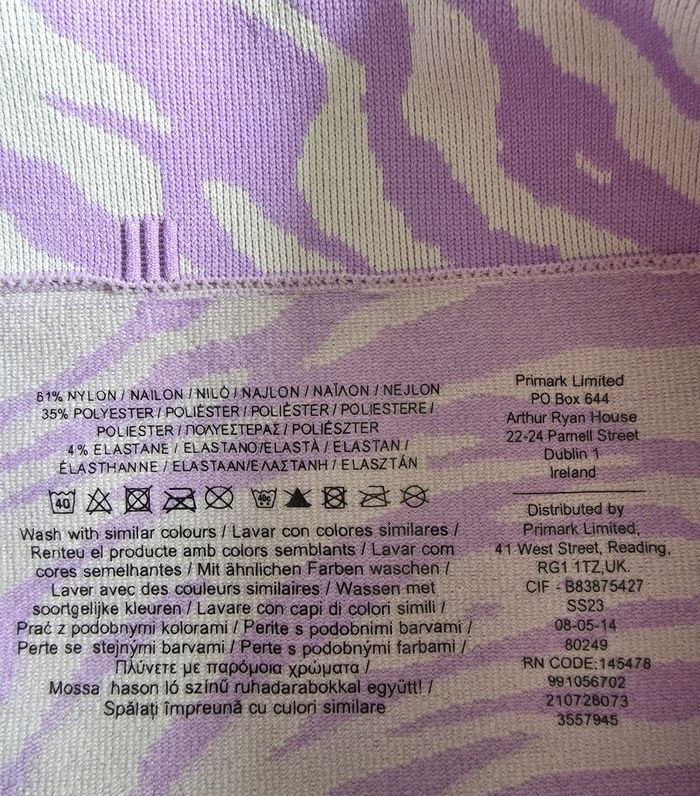 61% NYLON / NAILON / NILÓ / NAJLON / ΝΑΪΛΟΝ / NEJLON
35% POLYESTER / POLIÉSTER / POLIÈSTER / POLIESTERE /
POLIESTER / ΠΟΛΥΕΣΤΕΡΑΣ / POLIÉSZTER
4% ELASTANE / ELASTANO/ELASTÀ / ELASTAN /
ÉLASTHANNE / ELASTAAN/ΕΛΑΣΤΑΝΗ / ELASZTÁN
40 40c
Wash with similar colours / Lavar con colores similares /
Renteu el producte amb colors semblants / Lavar com
cores semelhantes / Mit ähnlichen Farben waschen /
Laver avec des couleurs similaires / Wassen met
soortgelijke kleuren / Lavare con capi di colori simili /
Prać z podobnymi kolorami / Perite s podobnimi barvami /
Perte se stejnými barvami / Perte s podobnými farbami /
Πλύνετε με παρόμοια χρώματα /
Mossa hason ló színű ruhadarabokkal együtt! /
Spălați împreună cu culori similare
Primark Limited
PO Box 644
Arthur Ryan House
22-24 Parnell Street
Dublin 1
Ireland
Distributed by
Primark Limited,
41 West Street, Reading,
RG1 1TZ,UK.
CIF - B83875427
SS23
08-05-14
80249
RN CODE:145478
991056702
210728073
3557945